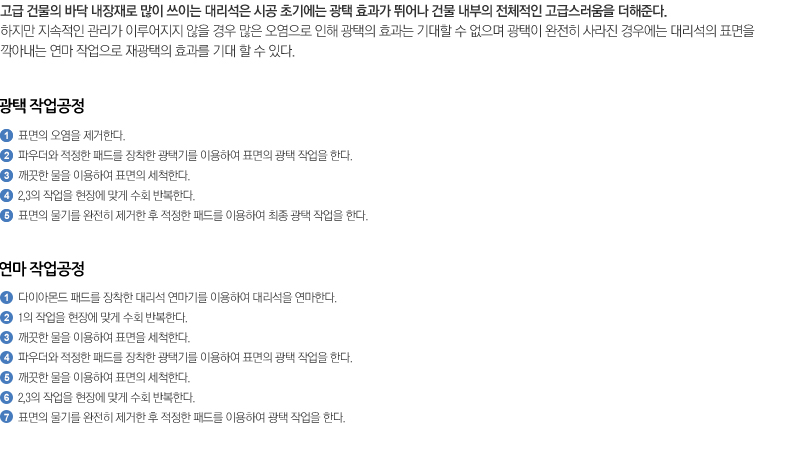 고급 건물의 바닥 내장재로 많이 쓰이는 대리석은 시공 초기에는 광택 효과가 뛰어나 건물 내부의 전체적인 고급스러움을 더해준다.
하지만 지속적인 관리가 이루어지지 않을 경우 많은 오염으로 인해 광택의 효과는 기대할 수 없으며 광택이 완전히 사라진 경우에는 대리석의 표면을
깍아내는 연마 작업으로 재광택의 효과를 기대 할 수 있다.
광택 작업공정
1 표면의 오염을 제거한다.
2 파우더와 적정한 패드를 장착한 광택기를 이용하여 표면의 광택 작업을 한다.
3 깨끗한 물을 이용하여 표면의 세척한다.
4 2,3의 작업을 현장에 맞게 수회 반복한다.
5 표면의 물기를 완전히 제거한 후 적정한 패드를 이용하여 최종 광택 작업을 한다.
연마 작업공정
1 다이아몬드 패드를 장착한 대리석 연마기를 이용하여 대리석을 연마한다.
2 1의 작업을 현장에 맞게 수회 반복한다.
3 깨끗한 물을 이용하여 표면을 세척한다.
4 파우더와 적정한 패드를 장착한 광택기를 이용하여 표면의 광택 작업을 한다.
5 깨끗한 물을 이용하여 표면의 세척한다.
6 2,3의 작업을 현장에 맞게 수회 반복한다.
7 표면의 물기를 완전히 제거한 후 적정한 패드를 이용하여 광택 작업을 한다.